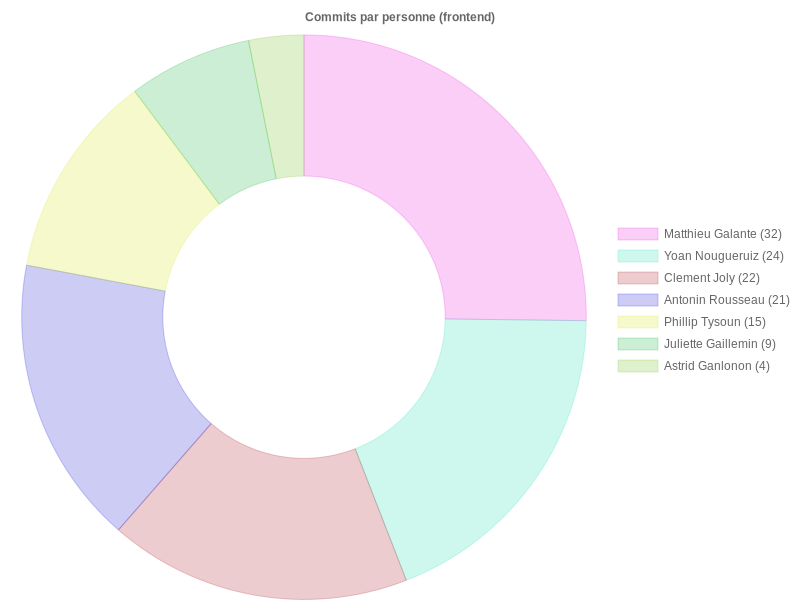 Commits par personne (frontend)
Matthieu Galante (32)
Yoan Nougueruiz (24)
Clement Joly (22)
Antonin Rousseau (21)
Phillip Tysoun (15)
Juliette Gaillemin (9)
Astrid Ganlonon (4)